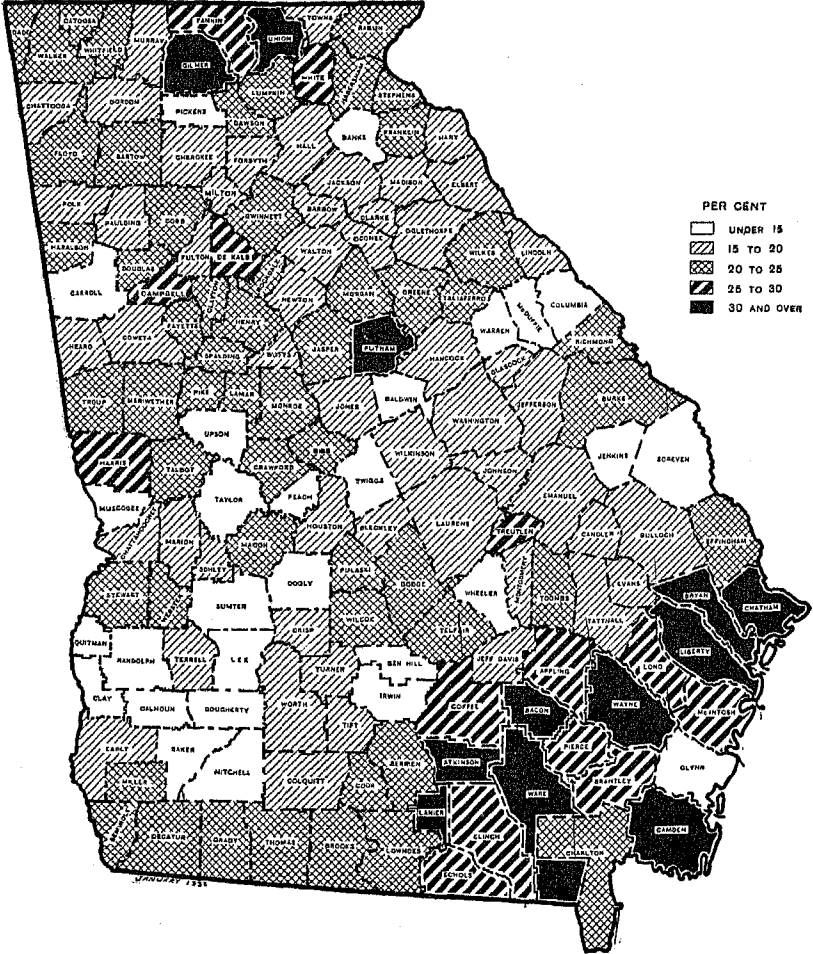 CATOOSA
FANNIN
TOWNS
UNION
RABUN
DADE
WALKER
WHITFIELD
MURRAY
GILMER
WHITE
HABERSHAM
STEPHENS
LUMPKIN
CHATTOOGA
GORDON
PICKENS
DAWSON
BANKS
FRANKLIN
HART
FLOYD
BARTOW
CHEROKEE
FORSYTH
HALL
MILTON
JACKSON
MADISON
ELBERT
POLK
PAULDING
COBB
GWINNETT
BARROW
CLARKE
OCONEE
OGLETHORPE
HARALSON
DOUGLAS
FULTON
DE KALB
WALTON
WILKES
LINCOLN
CARROLL
CAMPBELL
CLAYTON
ROCKDALE
NEWTON
MORGAN
GREENE
TALIAFERRO
WARREN
McDUFFIE
COLUMBIA
RICHMOND
HEARD
COWETA
FAYETTE
HENRY
SPALDING
BUTTS
JASPER
PUTNAM
HANCOCK
GLASCOCK
TROUP
MERIWETHER
PIKE
LAMAR
MONROE
JONES
BALDWIN
WASHINGTON
JEFFERSON
BURKE
HARRIS
TALBOT
UPSON
CRAWFORD
BIBB
TWIGGS
WILKINSON
JOHNSON
JENKINS
SCREVEN
MUSCOGEE
CHATTAHOOCHEE
TAYLOR
PEACH
HOUSTON
BLECKLEY
LAURENS
EMANUEL
TREUTLEN
CANDLER
BULLOCH
EFFINGHAM
MARION
SCHLEY
MACON
DOOLY
PULASKI
DODGE
WHEELER
MONTGOMERY
TOOMBS
EVANS
TATTNALL
BRYAN
CHATHAM
STEWART
SUMTER
WILCOX
TELFAIR
LIBERTY
QUITMAN
RANDOLPH
TERRELL
LEE
CRISP
TURNER
BEN HILL
IRWIN
JEFF DAVIS
APPLING
LONG
CLAY
CALHOUN
DOUGHERTY
WORTH
TIFT
COFFEE
BACON
WAYNE
McINTOSH
EARLY
BAKER
MITCHELL
COLQUITT
COOK
BERRIEN
ATKINSON
PIERCE
BRANTLEY
GLYNN
MILLER
WARE
CAMDEN
DECATUR
GRADY
THOMAS
BROOKS
LOWNDES
LANIER
CLINCH
ECHOLS
CHARLTON
PER CENT
UNDER 15
15 TO 20
20 TO 25
25 TO 30
30 AND OVER